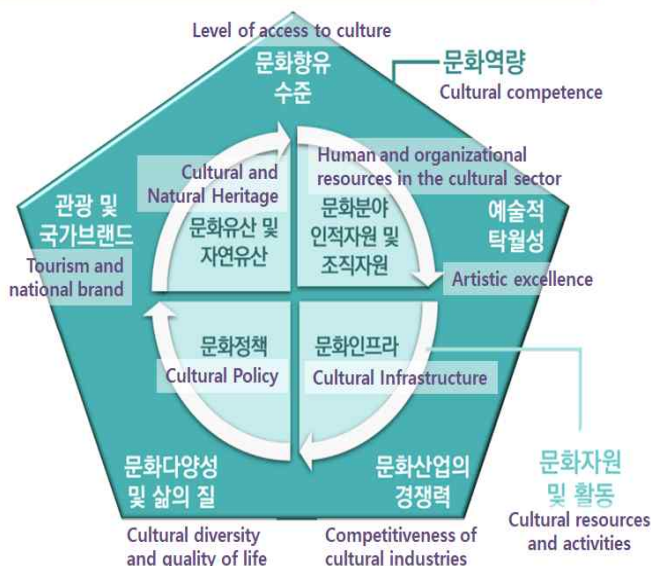 Level of access to culture
문화향유
수준
문화역량
Cultural competence
Cultural and
Natural Heritage
문화유산 및
자연유산
Human and organizational
resources in the cultural sector
문화분야
인적자원 및
조직자원
관광 및
국가브랜드
Tourism and
national brand
예술적
탁월성
Artistic excellence
문화정책
Cultural Policy
문화인프라
Cultural Infrastructure
문화다양성
및 삶의 질
Cultural diversity
and quality of life
문화산업의
경쟁력
Competitiveness of
cultural industries
문화자원
및 활동
Cultural resources
and activities